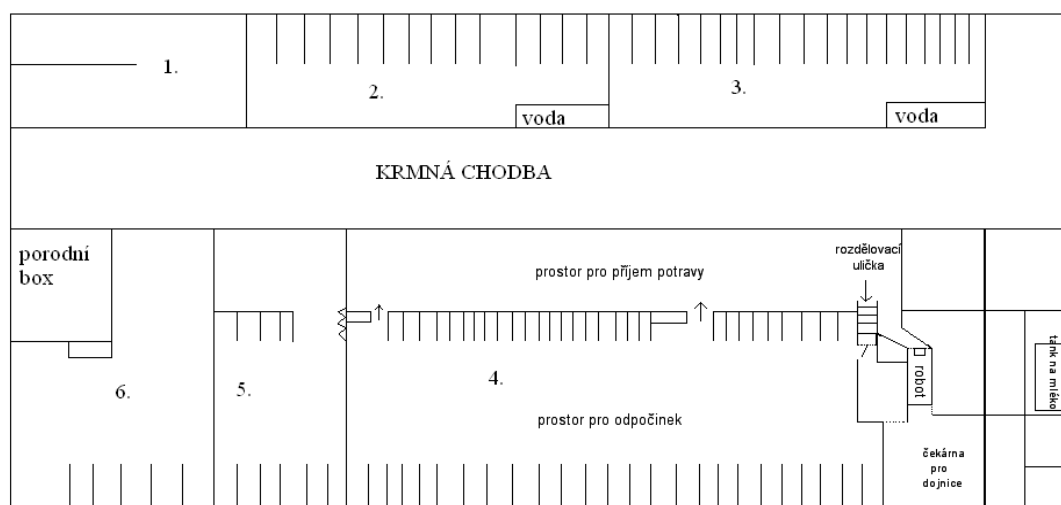 1.
2.
3.
voda
voda
KRMNÁ CHODBA
porodní
box
prostor pro příjem potravy
rozdělovací
ulička
6.
5.
4.
robot
tank na mléko
prostor pro odpočinek
čekárna
pro
dojnice